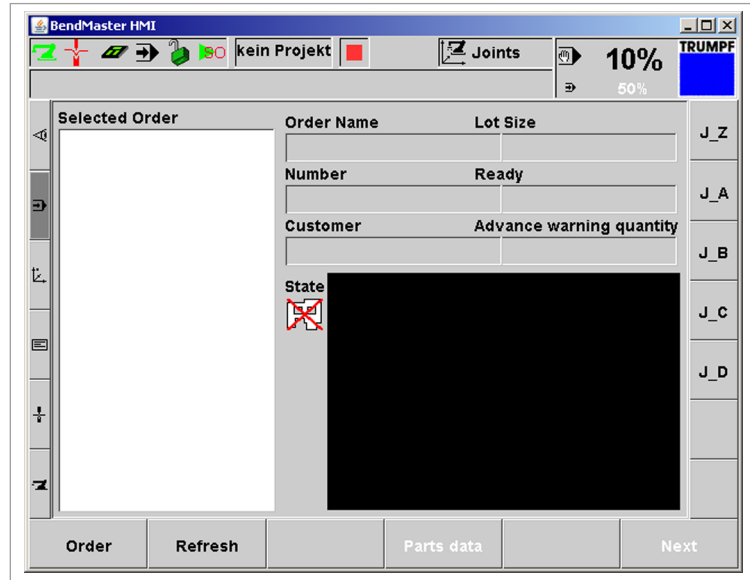 BendMaster HMI
SO kein Projekt Joints 10% TRUMPF
50%
Selected Order
Order Name Lot Size
Number Ready
Customer Advance warning quantity
State
J_Z
J_A
J_B
J_C
J_D
Order Refresh Parts data Next